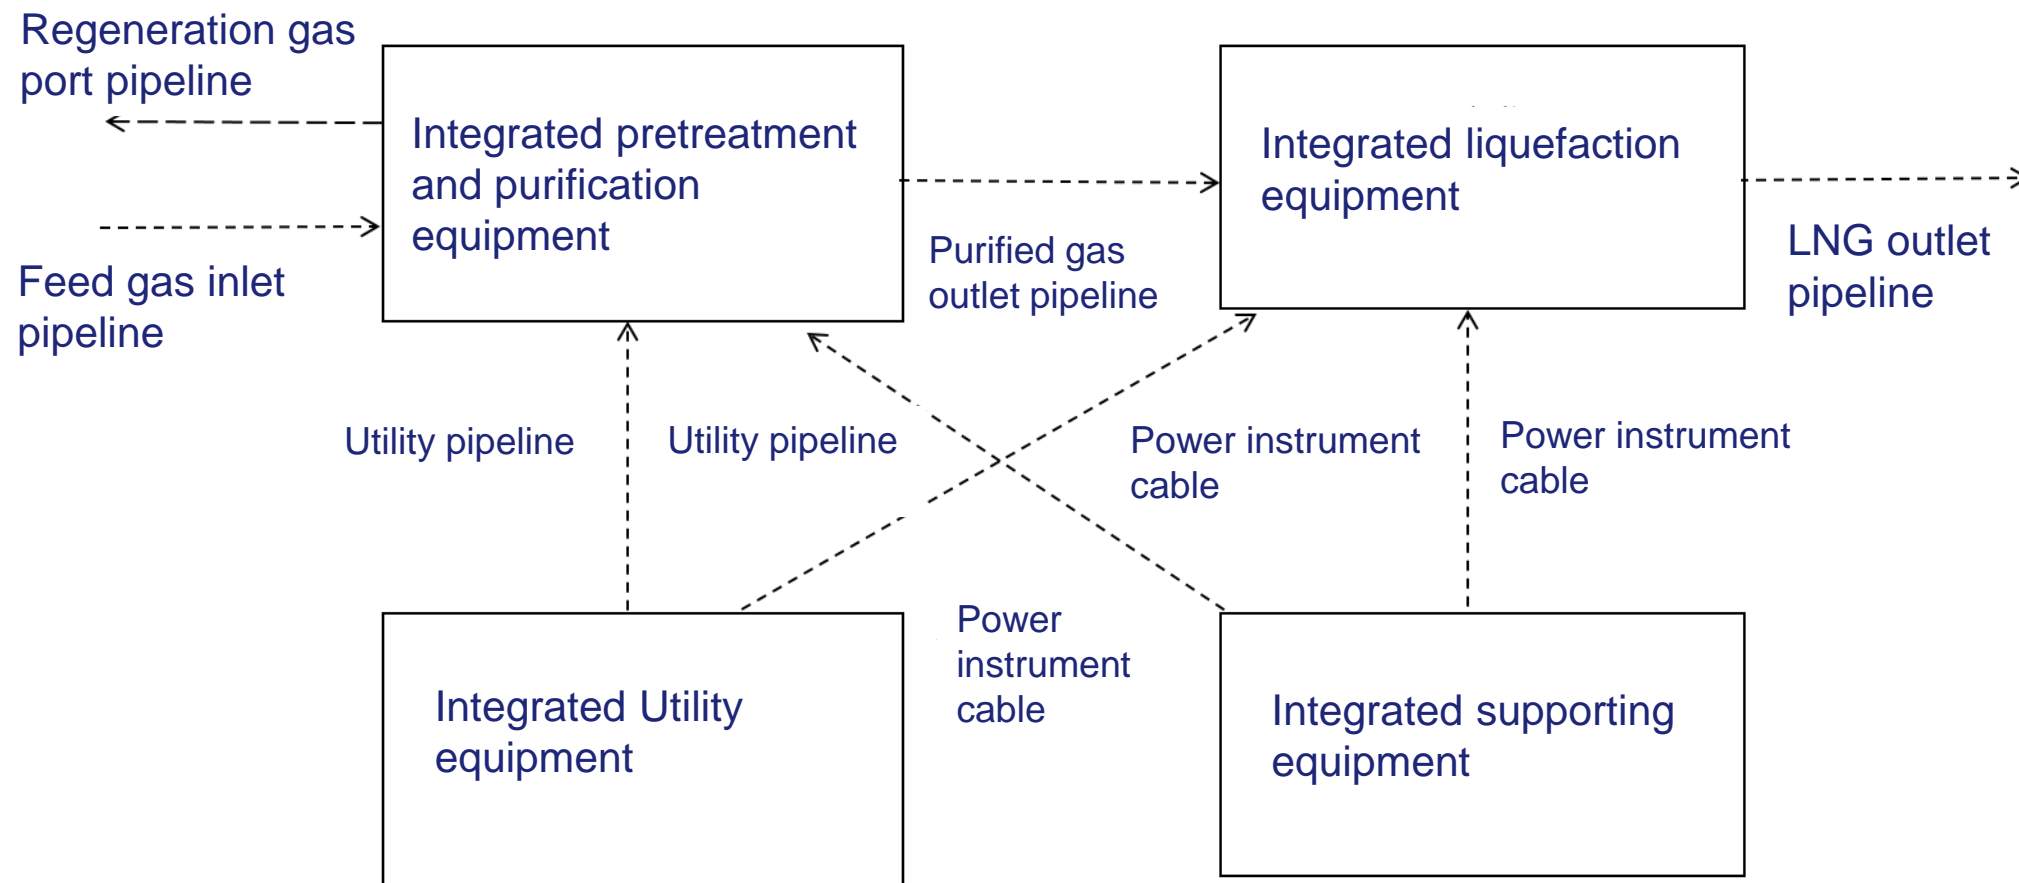 Regeneration gas
port pipeline
Integrated pretreatment
and purification
equipment
Integrated liquefaction
equipment
Feed gas inlet
pipeline
Purified gas
outlet pipeline
LNG outlet
pipeline
Utility pipeline
Utility pipeline
Power instrument
cable
Power instrument
cable
Power
instrument
cable
Integrated Utility
equipment
Integrated supporting
equipment